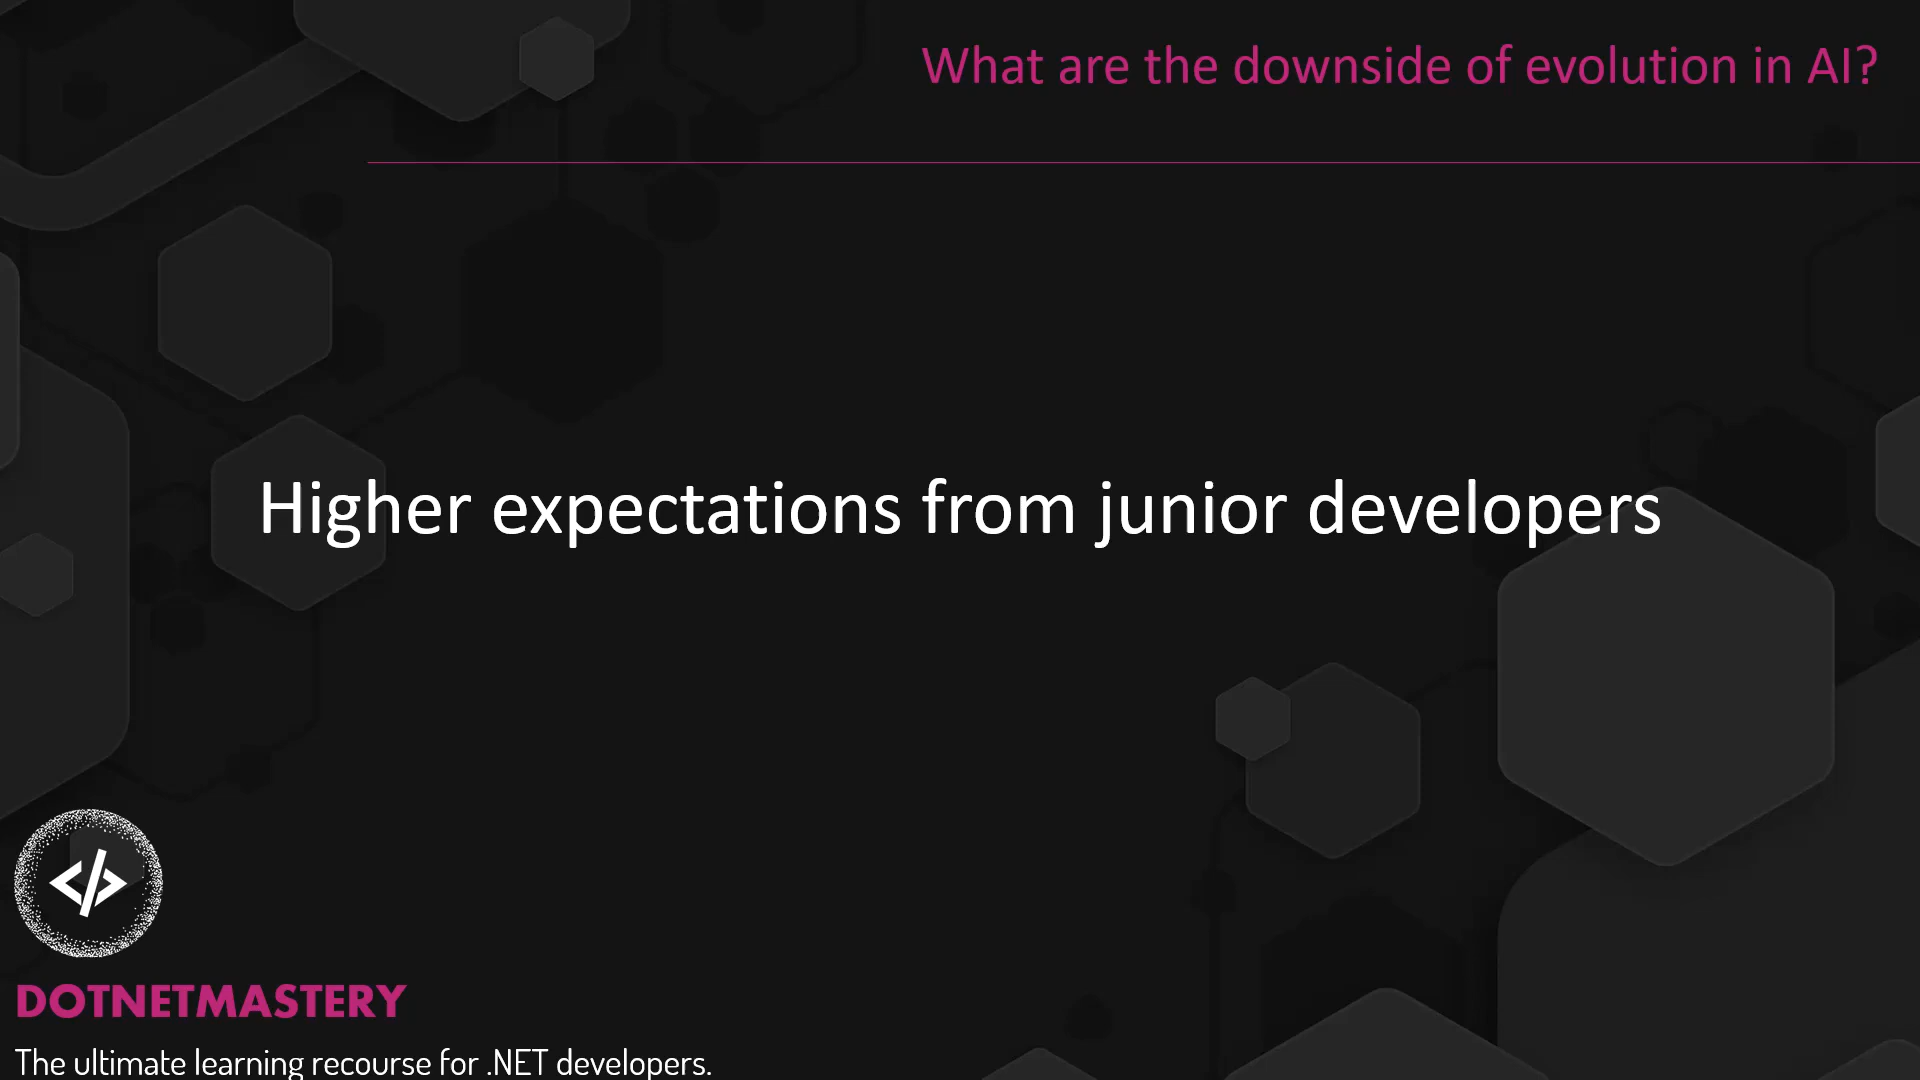 What are the downside of evolution in AI?
Higher expectations from junior developers
DOTNETMASTERY
The ultimate learning recourse for .NET developers.